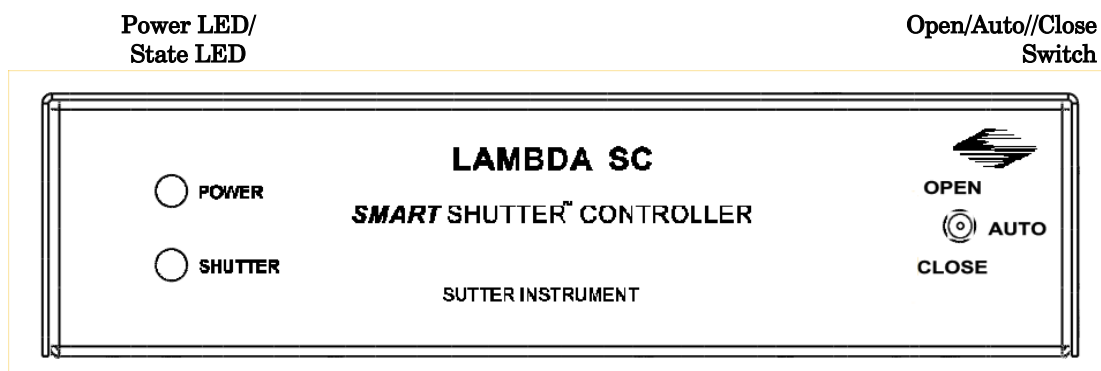 Power LED/
State LED
Open/Auto//Close
Switch
LAMBDA SC
POWER
SMART SHUTTER™ CONTROLLER
OPEN
AUTO
SHUTTER
CLOSE
SUTTER INSTRUMENT